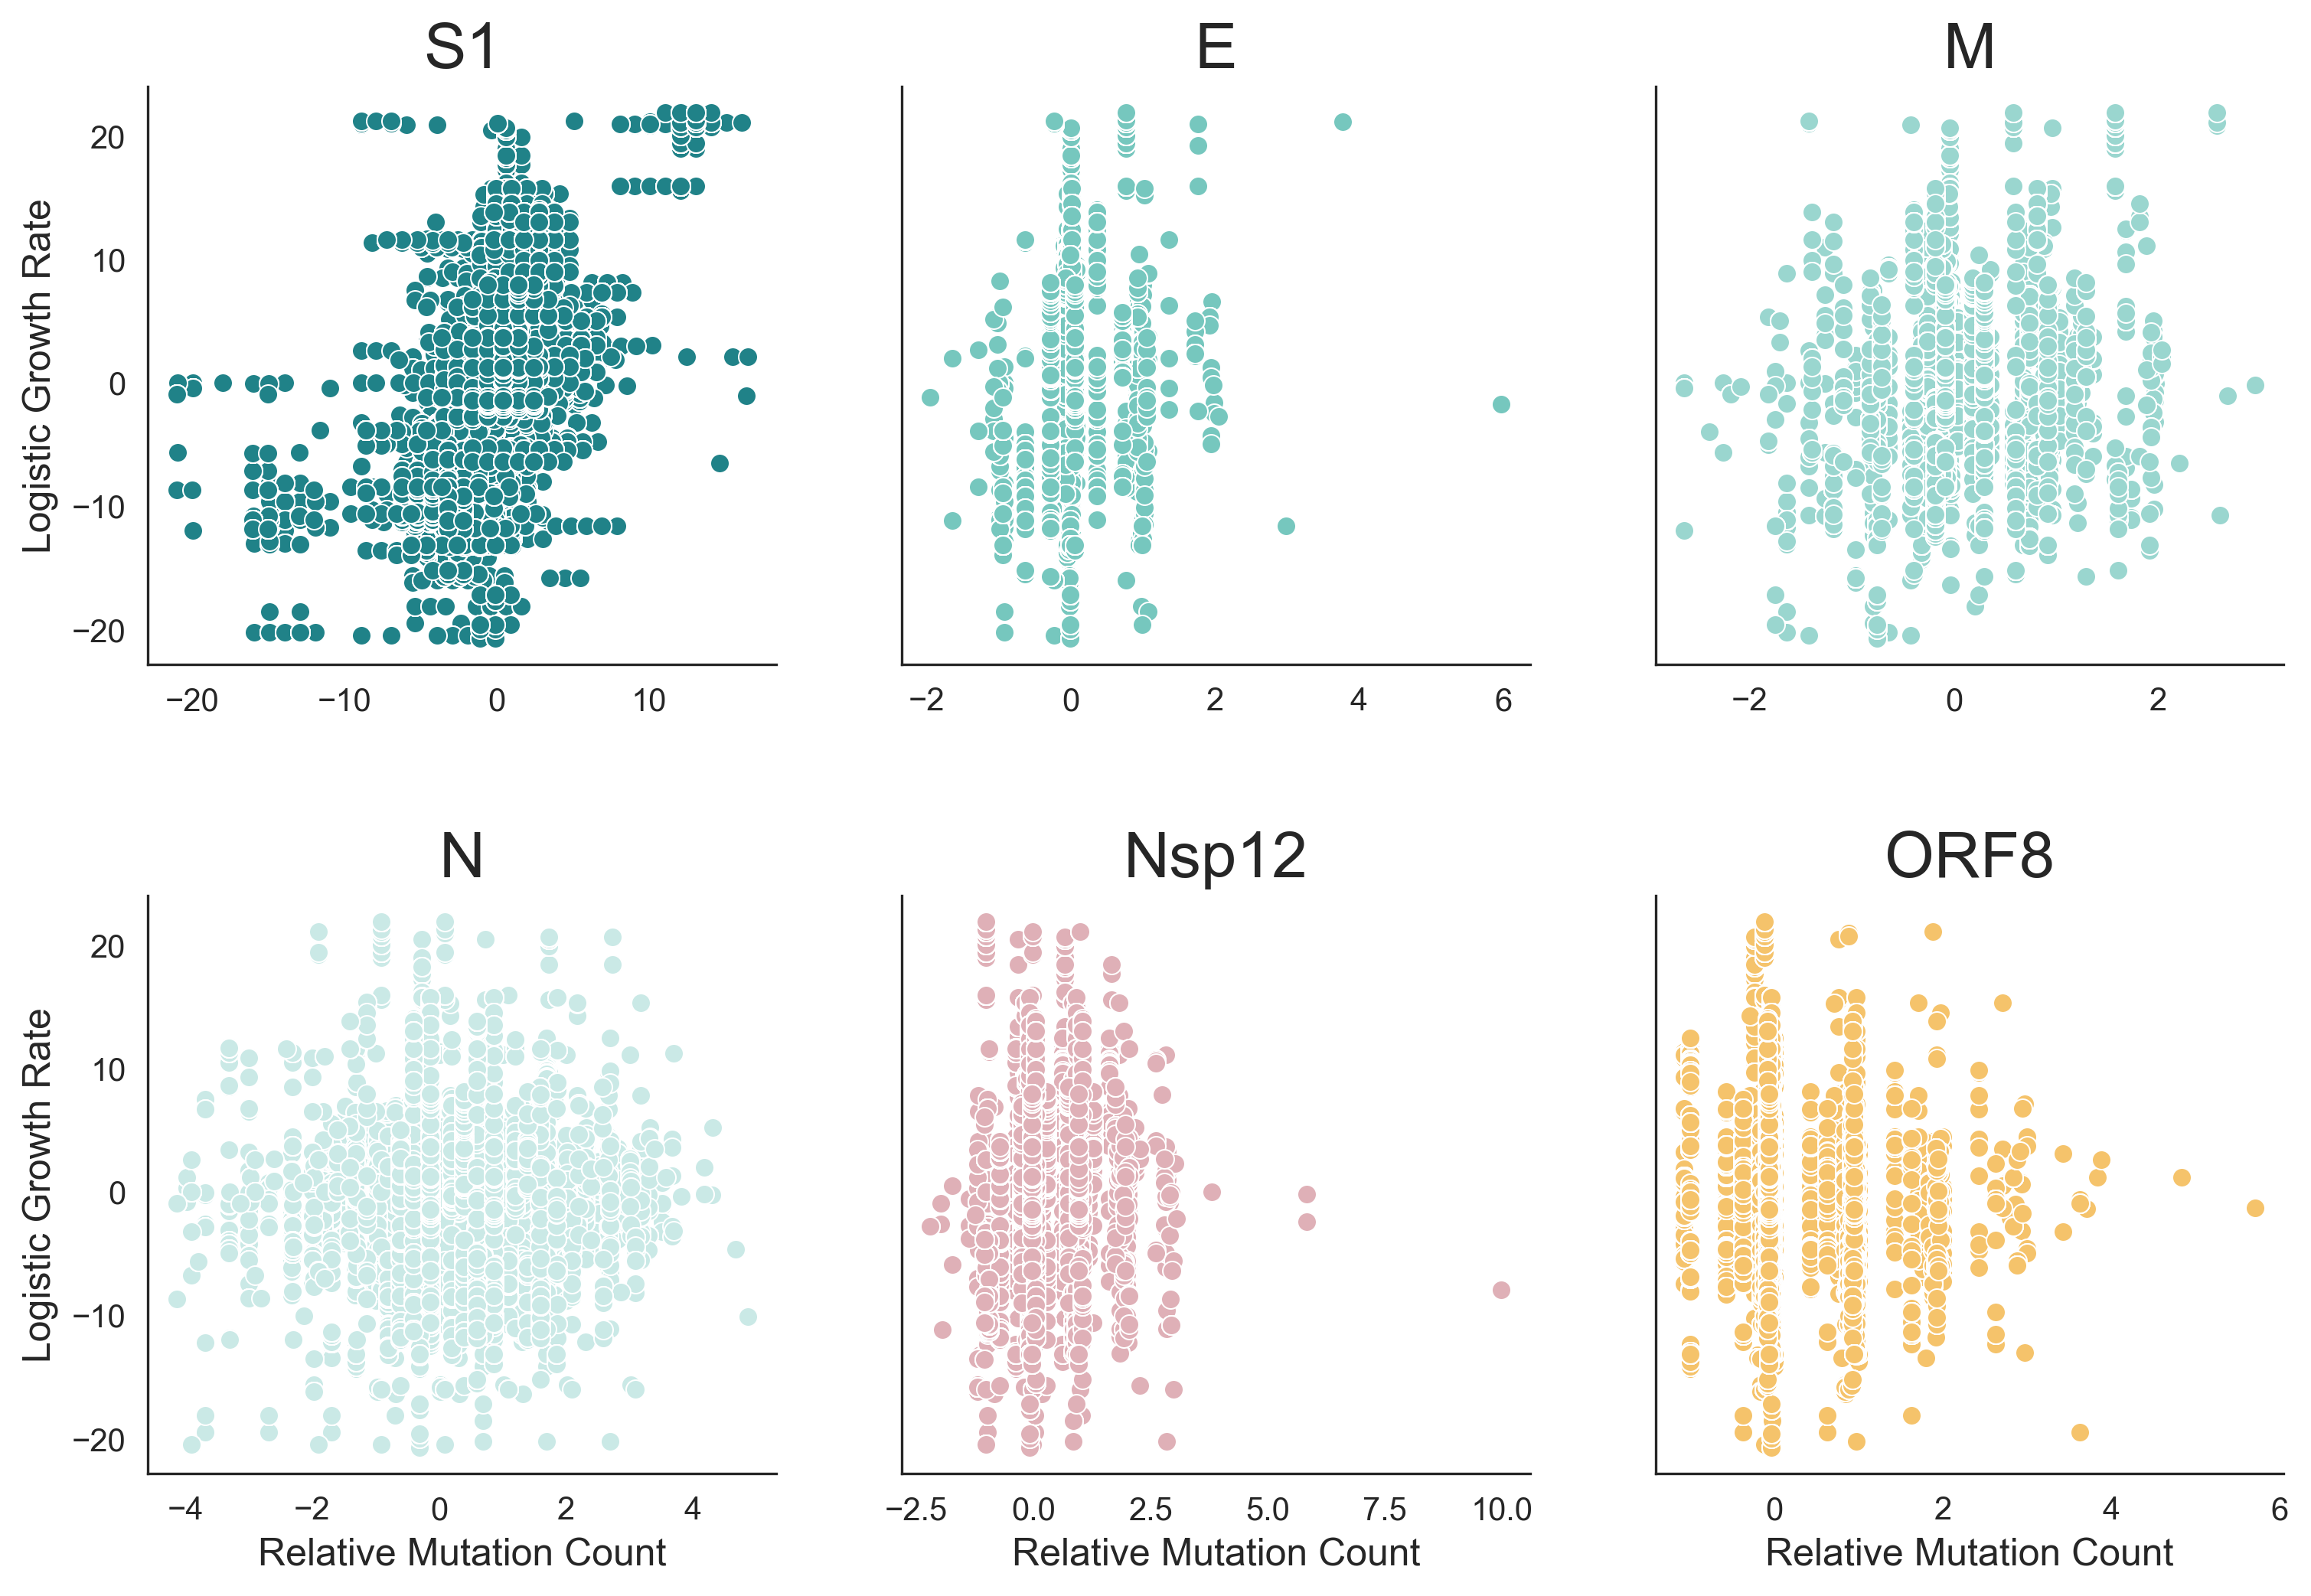 S1 E M
Logistic Growth Rate
20
10
0
−10
−20
−20 −10 0 10
−2 0 2 4 6
−2 0 2
N Nsp12 ORF8
Logistic Growth Rate
20
10
0
−10
−20
−4 −2 0 2 4
−2.5 0.0 2.5 5.0 7.5 10.0
0 2 4 6
Relative Mutation Count Relative Mutation Count Relative Mutation Count